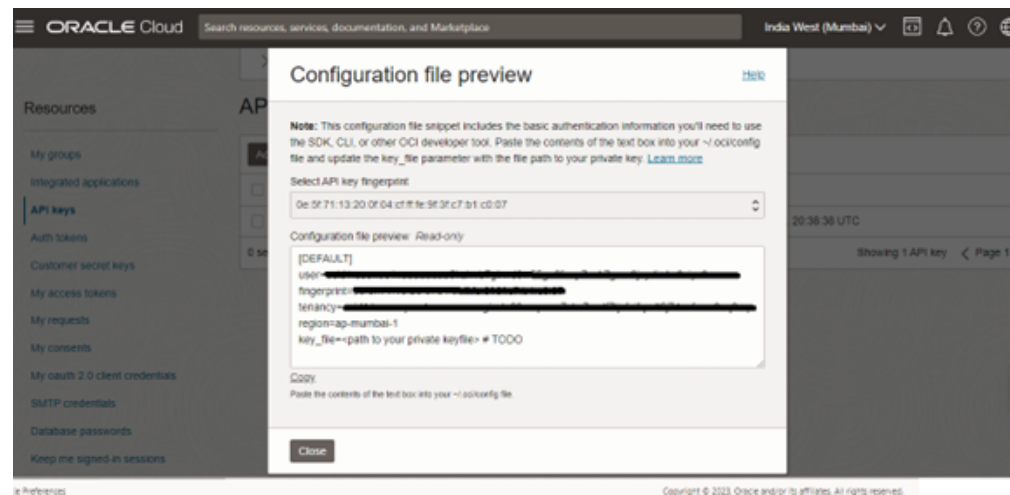 ORACLE Cloud
Search resources, services, documentation, and Marketplace
India West (Mumbai)
Configuration file preview
Help
Resources
AP
Note: This configuration file snippet includes the basic authentication information you'll need to use
the SDK, CLI, or other OCI developer tool. Paste the contents of the text box into your ~/.oci/config
file and update the key_file parameter with the file path to your private key. Learn more
My groups
Integrated applications
Select API key fingerprint
API keys
0e:5f:71:13:20:0f:04:cf:ff:fe:9f:3f:c7:b1:c0:07
20:38:38 UTC
Auth tokens
Configuration file preview: Read-only
Customer secret keys
0 se
Showing 1 API key
Page 1
[DEFAULT]
user=
fingerprint=
tenancy=
region=ap-mumbai-1
key_file=<path to your private keyfile> # TODO
My access tokens
My requests
My consents
My oauth 2.0 client credentials
Copy
Paste the contents of the text box into your ~/.oci/config file.
SMTP credentials
Database passwords
Keep me signed-in sessions
Close
ie Preferences
Copyright © 2023, Oracle and/or its affiliates. All rights reserved.